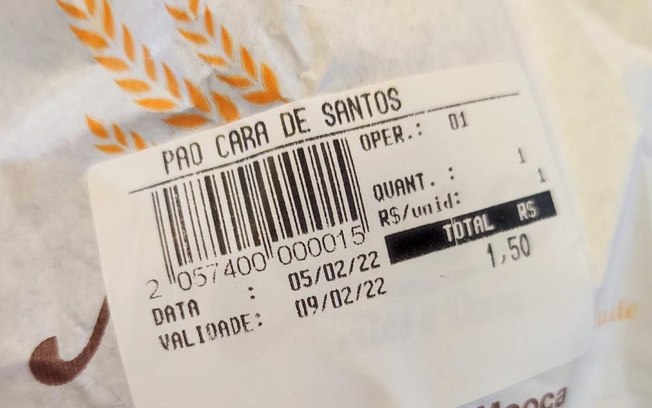 PAO CARA DE SANTOS
OPER.: 01
QUANT. : 1
R$/unid: 1
TOTAL R$
1,50
2 057400 000015
DATA : 05/02/22
VALIDADE: 09/02/22
Mooca